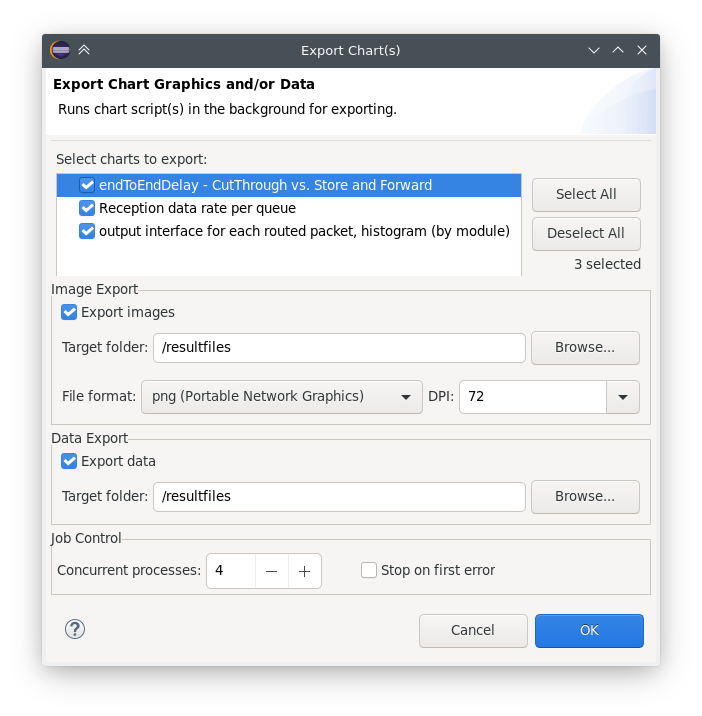 Export Chart(s)
Export Chart Graphics and/or Data
Runs chart script(s) in the background for exporting.
Select charts to export:
endToEndDelay - CutThrough vs. Store and Forward
Reception data rate per queue
output interface for each routed packet, histogram (by module)
Select All
Deselect All
3 selected
Image Export
Export images
Target folder: /resultfiles Browse...
File format: png (Portable Network Graphics) DPI: 72
Data Export
Export data
Target folder: /resultfiles Browse...
Job Control
Concurrent processes: 4 − + Stop on first error
? Cancel OK